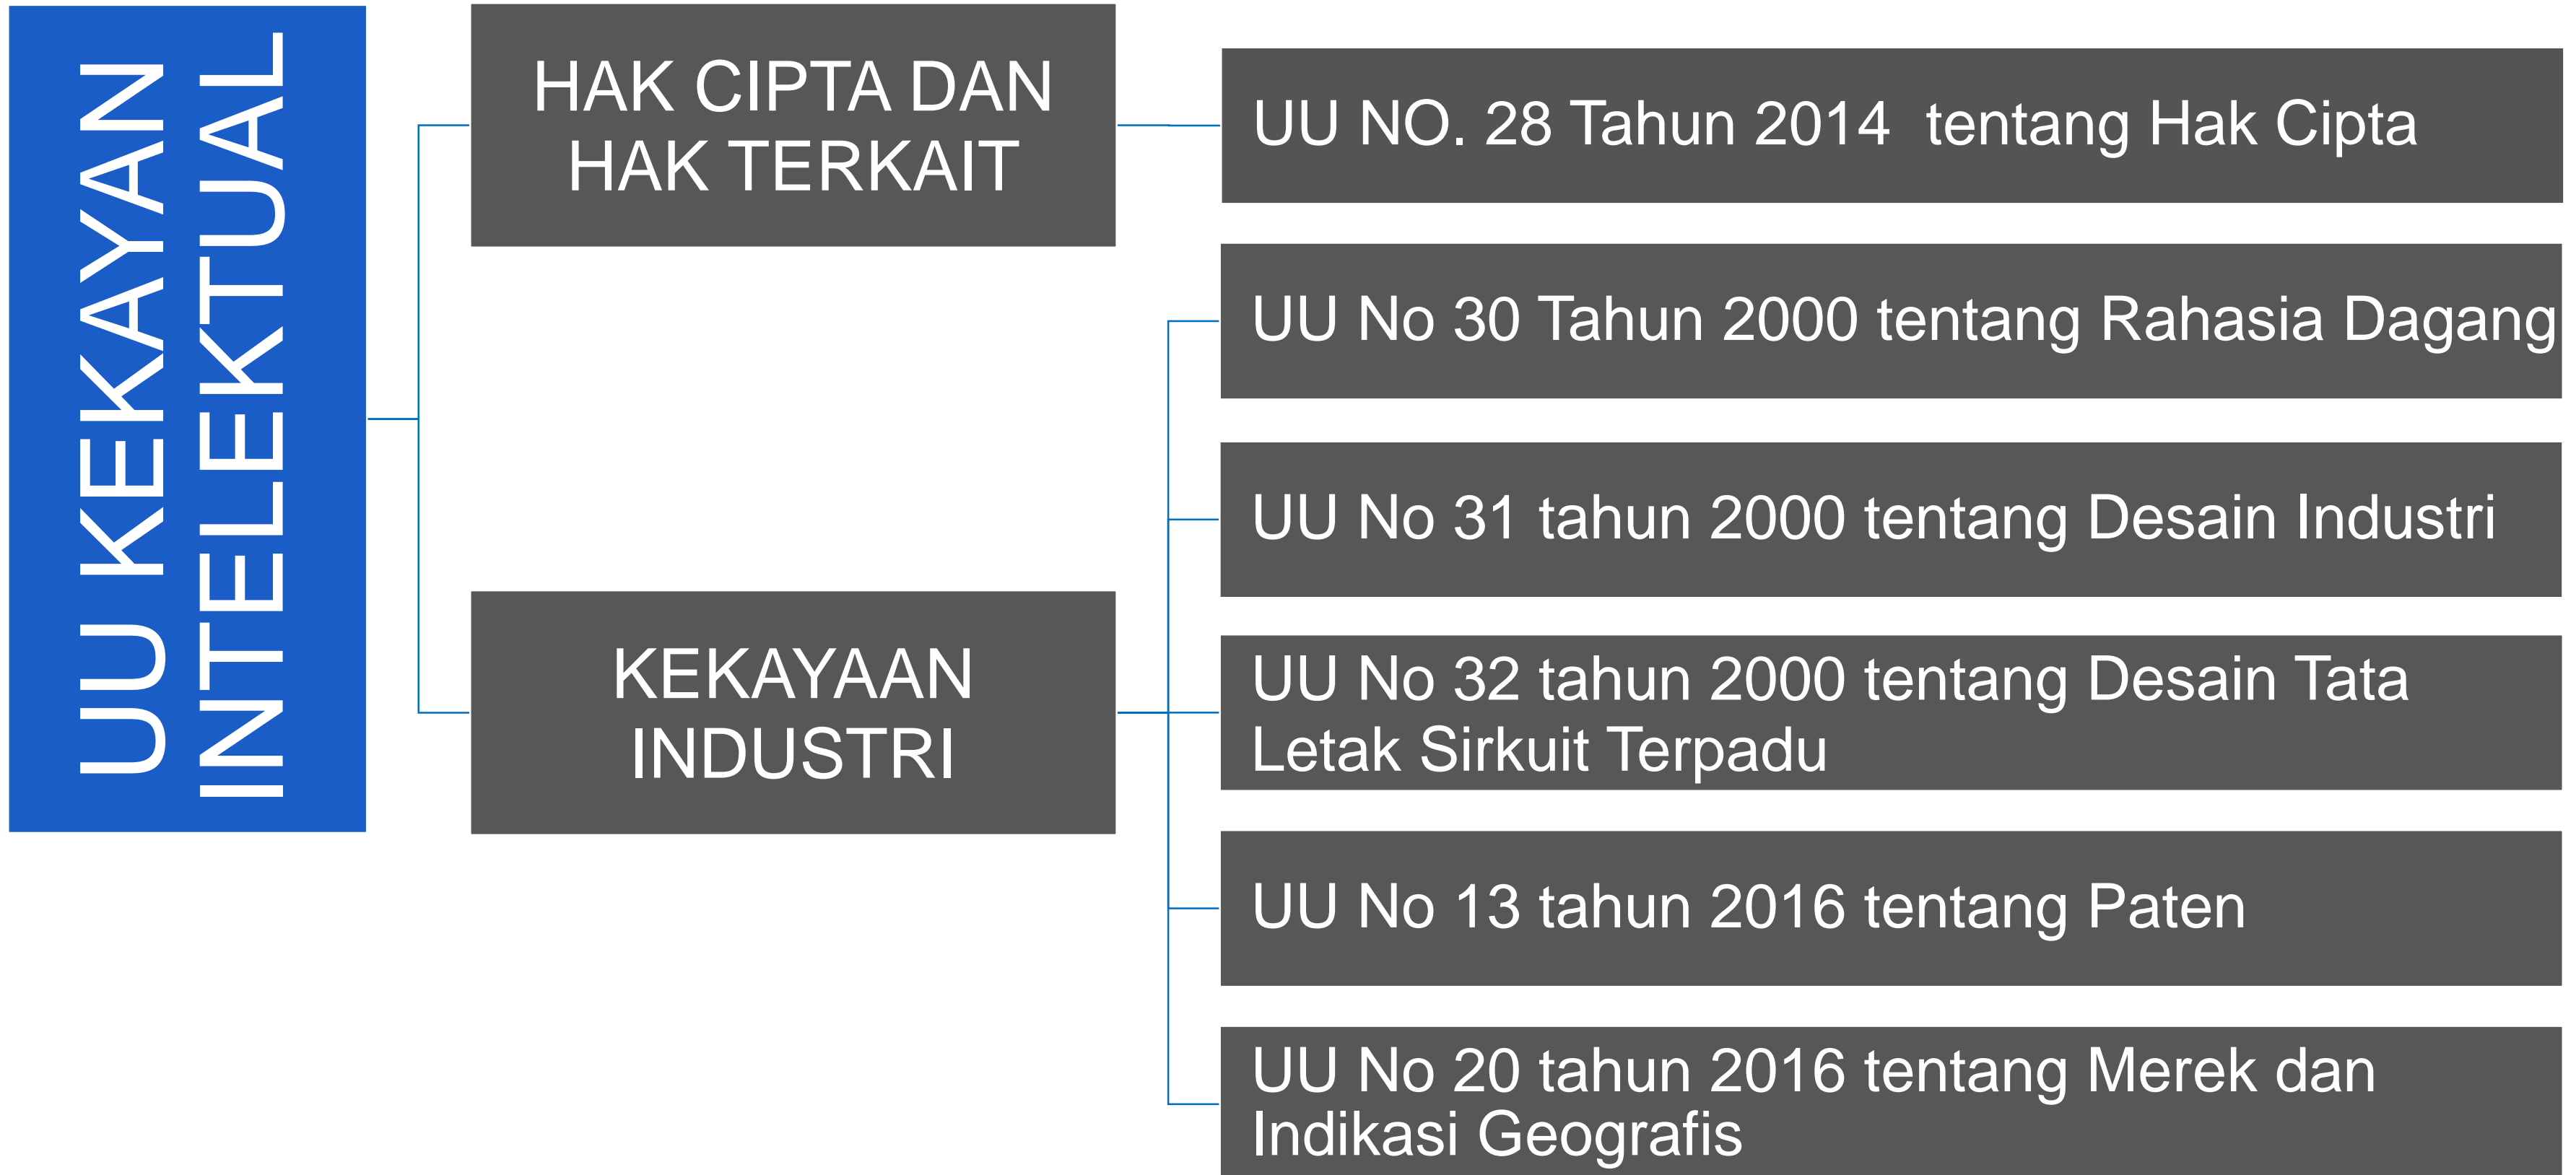 UU KEKAYAN
INTELEKTUAL
HAK CIPTA DAN
HAK TERKAIT
UU NO. 28 Tahun 2014  tentang Hak Cipta
KEKAYAAN
INDUSTRI
UU No 30 Tahun 2000 tentang Rahasia Dagang
UU No 31 tahun 2000 tentang Desain Industri
UU No 32 tahun 2000 tentang Desain Tata
Letak Sirkuit Terpadu
UU No 13 tahun 2016 tentang Paten
UU No 20 tahun 2016 tentang Merek dan
Indikasi Geografis